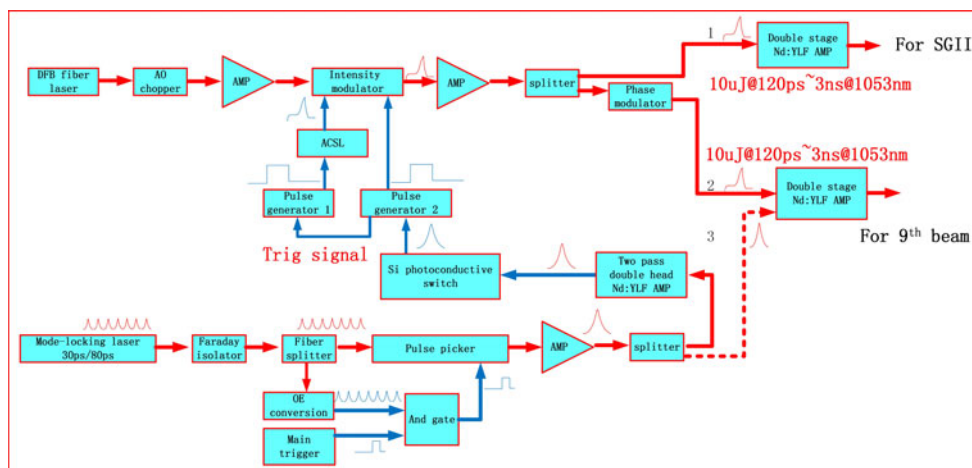 DFB fiber
laser
AO
chopper
AMP
Intensity
modulator
AMP
splitter
Phase
modulator
1
Double stage
Nd:YLF AMP
For SGII
10uJ@120ps~3ns@1053nm
ACSL
Pulse
generator 1
Pulse
generator 2
Trig signal
10uJ@120ps~3ns@1053nm
2
Double stage
Nd:YLF AMP
3
For 9th beam
Si photoconductive
switch
Two pass
double head
Nd:YLF AMP
Mode-locking laser
30ps/80ps
Faraday
isolator
Fiber
splitter
Pulse picker
AMP
splitter
OE
conversion
And gate
Main
trigger